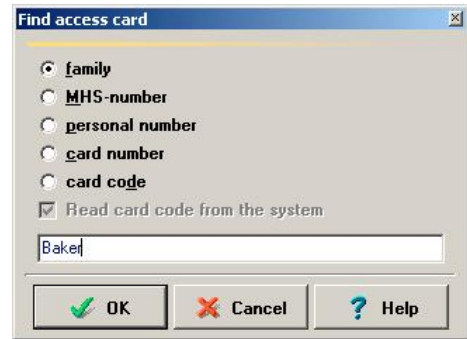 Find access card
family
MHS-number
personal number
card number
card code
Read card code from the system
Baker
OK
Cancel
Help